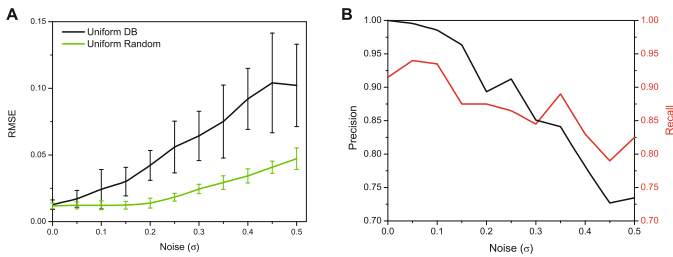 A
Uniform DB
Uniform Random
0.15
0.10
0.05
0.00
RMSE
0.0 0.1 0.2 0.3 0.4 0.5
Noise (σ)
B
1.00
0.95
0.90
0.85
0.80
0.75
0.70
Precision
0.0 0.1 0.2 0.3 0.4 0.5
Noise (σ)
1.00
0.95
0.90
0.85
0.80
0.75
0.70
Recall